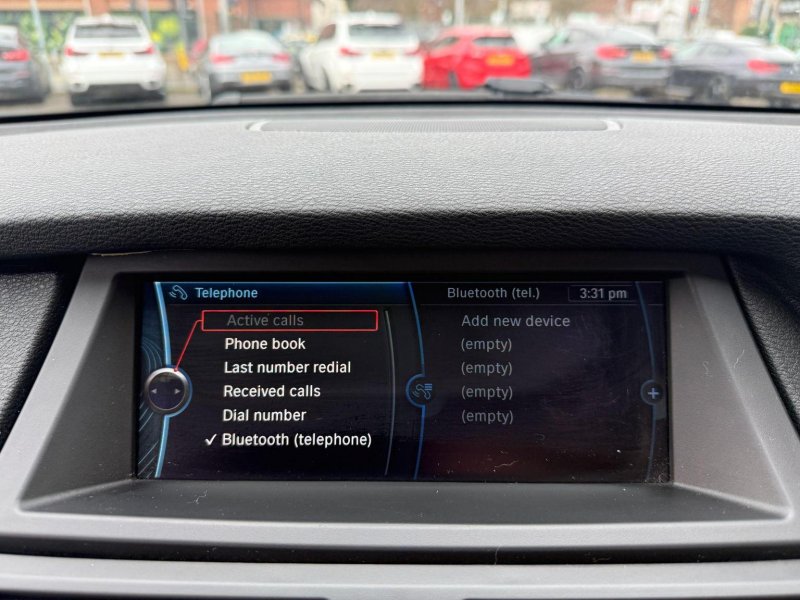 Telephone
Active calls
Phone book
Last number redial
Received calls
Dial number
✓ Bluetooth (telephone)
Bluetooth (tel.)
3:31 pm
Add new device
(empty)
(empty)
(empty)
(empty)